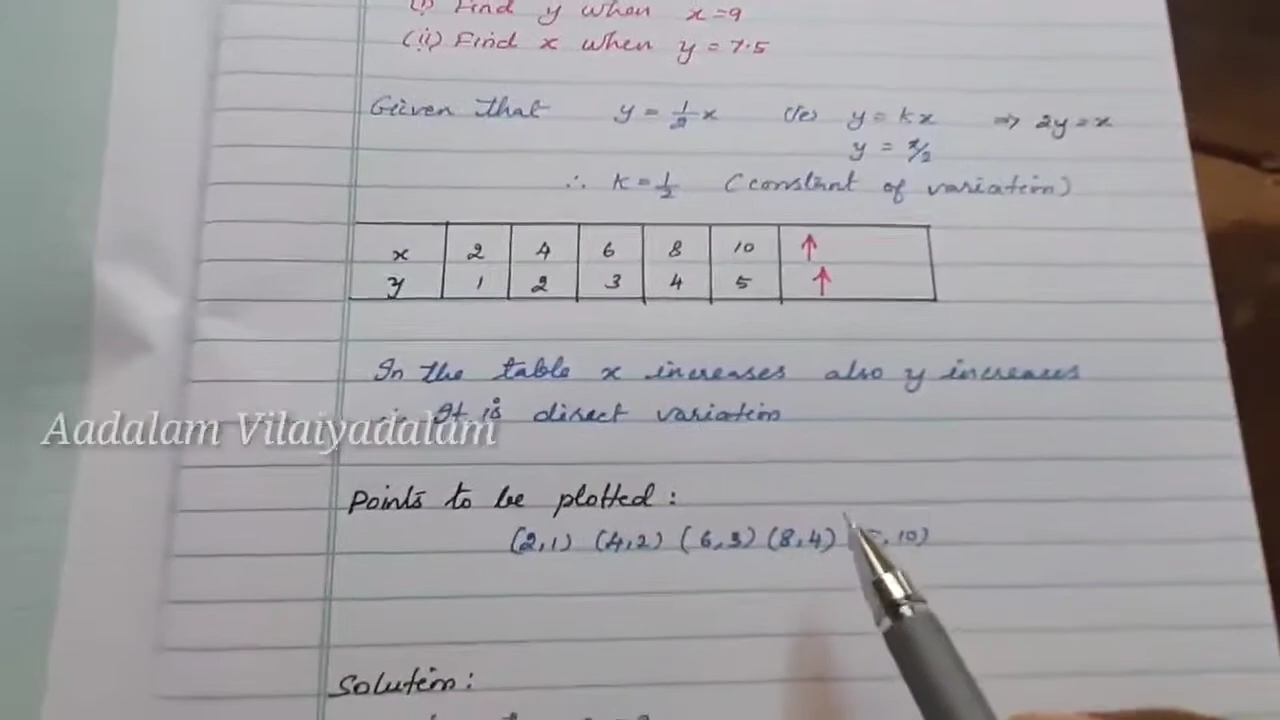 (i) Find y when x=9
(ii) Find x when y = 7.5
Given that y = 1/2 x (ie) y = kx ⇒ 2y = x
y = x/2
∴ k = 1/2 (constant of variation)
x 2 4 6 8 10 ↑
y 1 2 3 4 5 ↑
In the table x increases also y increases
It is direct variation
Aadalam Vilaiyadalam
Points to be plotted :
(2,1) (4,2) (6,3) (8,4) , 10)
Solution :